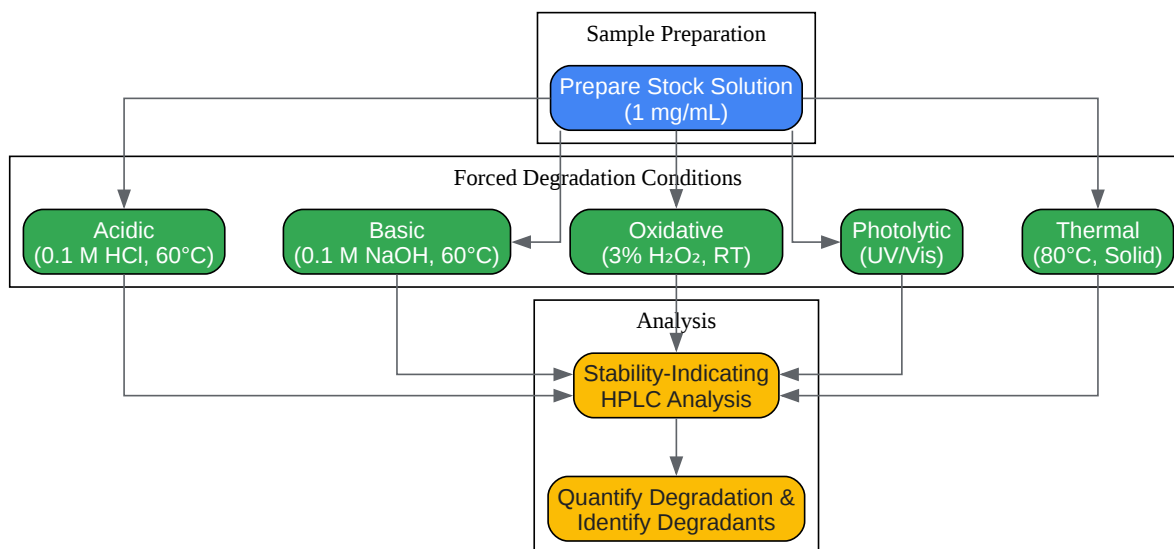 Sample Preparation
Prepare Stock Solution
(1 mg/mL)
Forced Degradation Conditions
Acidic
(0.1 M HCl, 60°C)
Basic
(0.1 M NaOH, 60°C)
Oxidative
(3% H₂O₂, RT)
Photolytic
(UV/Vis)
Thermal
(80°C, Solid)
Analysis
Stability-Indicating
HPLC Analysis
Quantify Degradation &
Identify Degradants